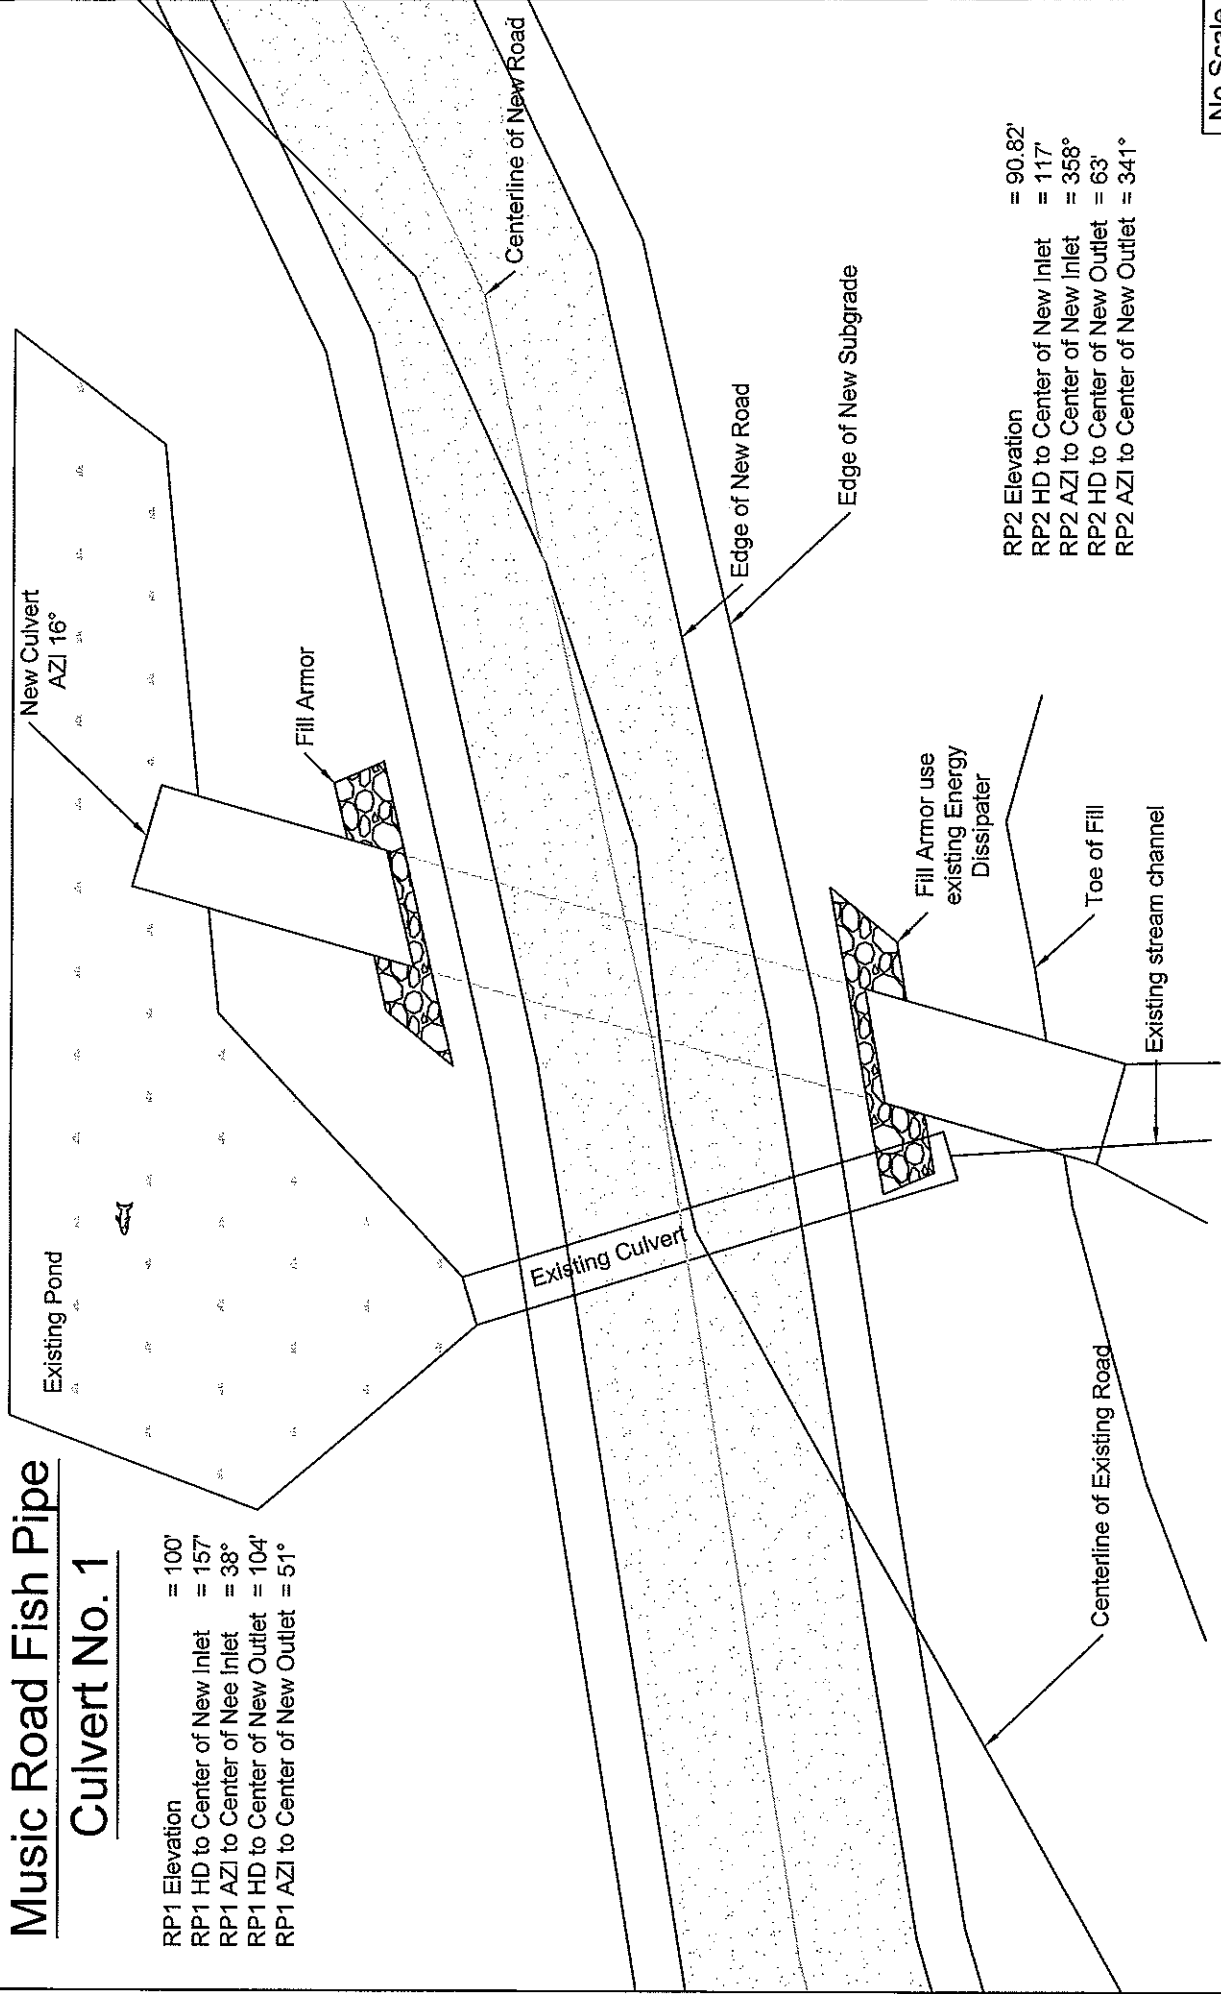 Music Road Fish Pipe
Culvert No. 1
RP1 Elevation = 100'
RP1 HD to Center of New Inlet = 157'
RP1 AZI to Center of Nee Inlet = 38°
RP1 HD to Center of New Outlet = 104'
RP1 AZI to Center of New Outlet = 51°
Existing Pond
New Culvert
AZI 16°
Fill Armor
Existing Culvert
Centerline of New Road
Edge of New Road
Edge of New Subgrade
Fill Armor use
existing Energy
Dissipater
Toe of Fill
Existing stream channel
Centerline of Existing Road
RP2 Elevation = 90.82'
RP2 HD to Center of New Inlet = 117'
RP2 AZI to Center of New Inlet = 358°
RP2 HD to Center of New Outlet = 63'
RP2 AZI to Center of New Outlet = 341°
No Scale